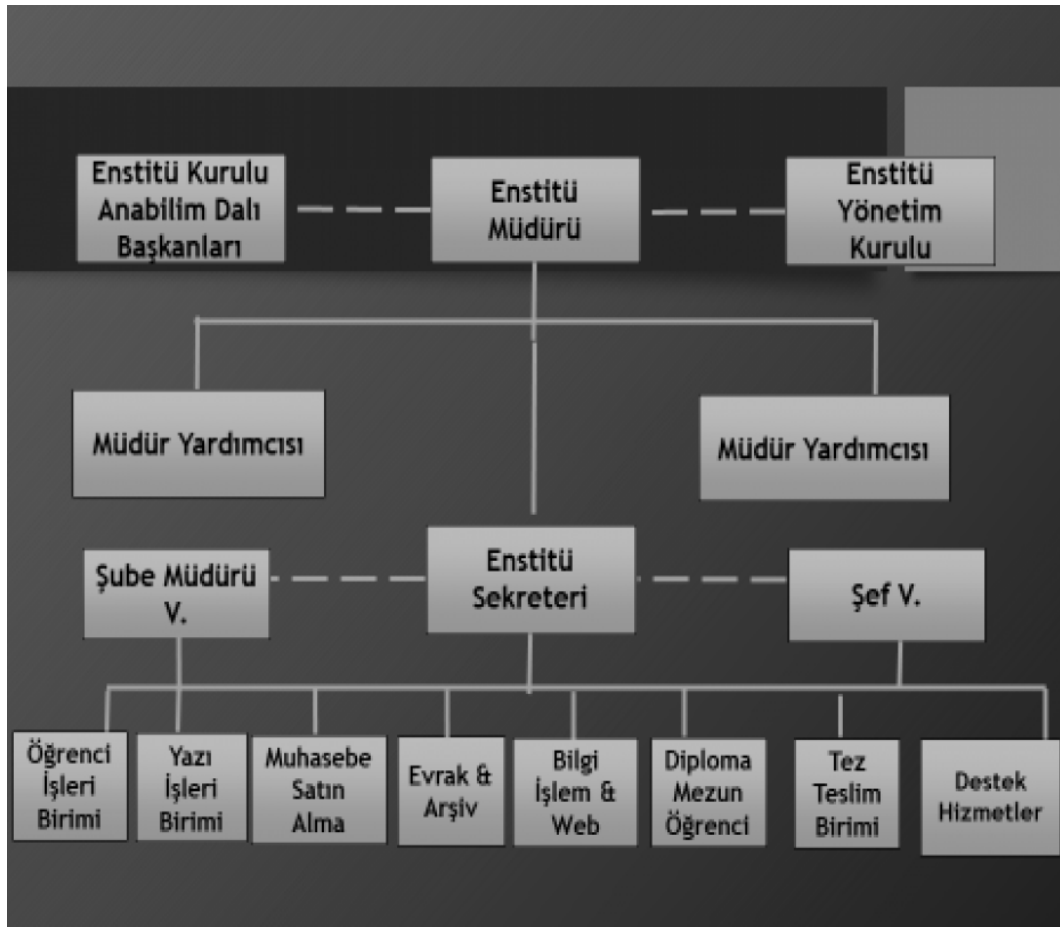 Enstitü Kurulu
Anabilim Dalı
Başkanları
Enstitü
Müdürü
Enstitü
Yönetim
Kurulu
Müdür Yardımcısı
Müdür Yardımcısı
Şube Müdürü
V.
Enstitü
Sekreteri
Şef V.
Öğrenci
İşleri
Birimi
Yazı
İşleri
Birimi
Muhasebe
Satın
Alma
Evrak &
Arşiv
Bilgi
İşlem &
Web
Diploma
Mezun
Öğrenci
Tez
Teslim
Birimi
Destek
Hizmetler